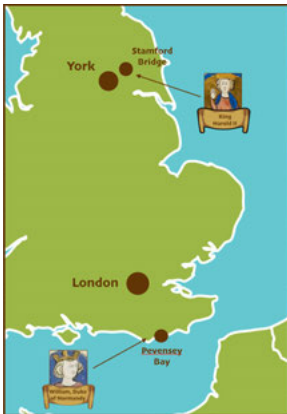 Stamford
Bridge
York
King
Harold II
London
Pevensey
Bay
William, Duke
of Normandy